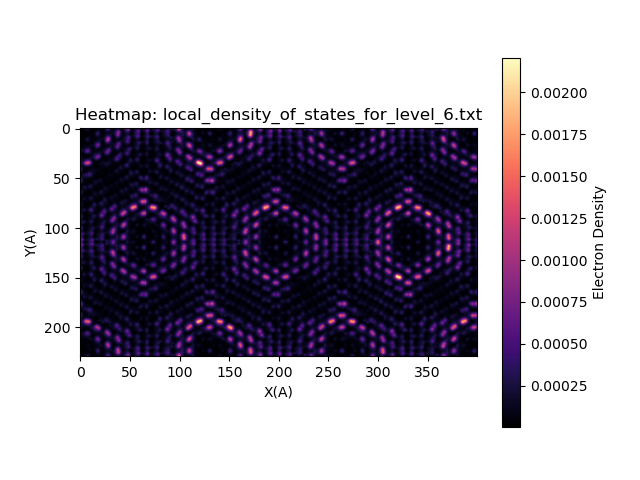 Heatmap: local_density_of_states_for_level_6.txt
0
50
100
150
200
Y(A)
0 50 100 150 200 250 300 350
X(A)
0.00200
0.00175
0.00150
0.00125
0.00100
0.00075
0.00050
0.00025
Electron Density